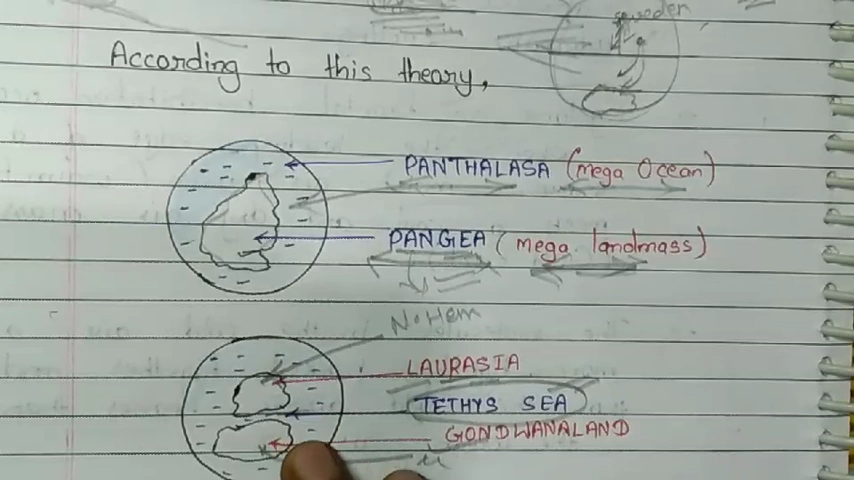 According to this theory,
PANTHALASA (mega Ocean)
PANGEA (mega landmass)
N. Hem
LAURASIA
TETHYS SEA
GONDWANALAND